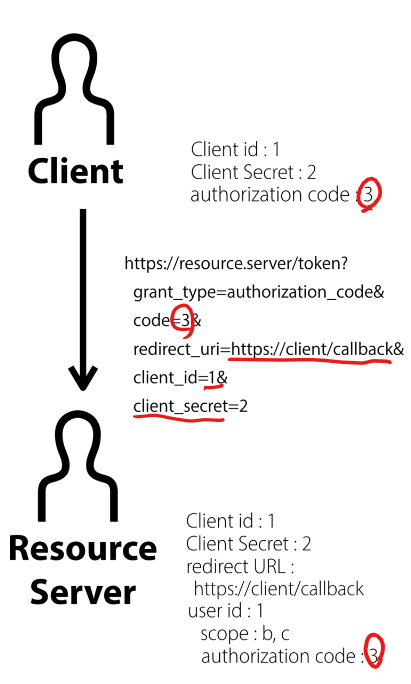 Client
Client id : 1
Client Secret : 2
authorization code : 3
https://resource.server/token?
grant_type=authorization_code&
code=3&
redirect_uri=https://client/callback&
client_id=1&
client_secret=2
Resource
Server
Client id : 1
Client Secret : 2
redirect URL :
https://client/callback
user id : 1
scope : b, c
authorization code : 3